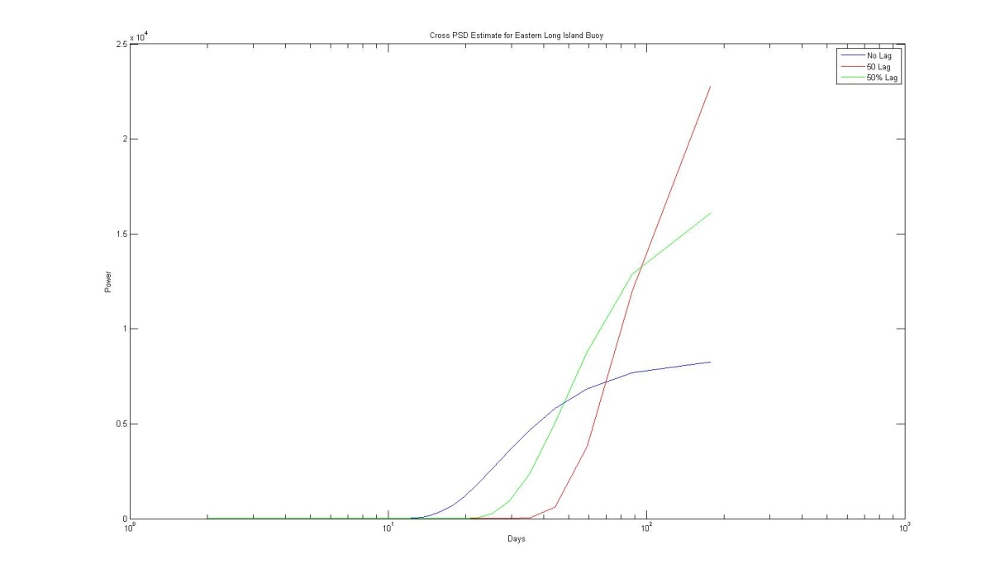 Cross PSD Estimate for Eastern Long Island Buoy
x 10^4
2.5
2
1.5
1
0.5
0
Power
No Lag
50 Lag
50% Lag
10^0
10^1
10^2
10^3
Days